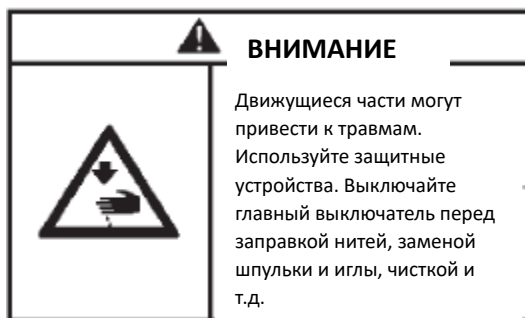 ВНИМАНИЕ
Движущиеся части могут
привести к травмам.
Используйте защитные
устройства. Выключайте
главный выключатель перед
заправкой нитей, заменой
шпульки и иглы, чисткой и
т.д.